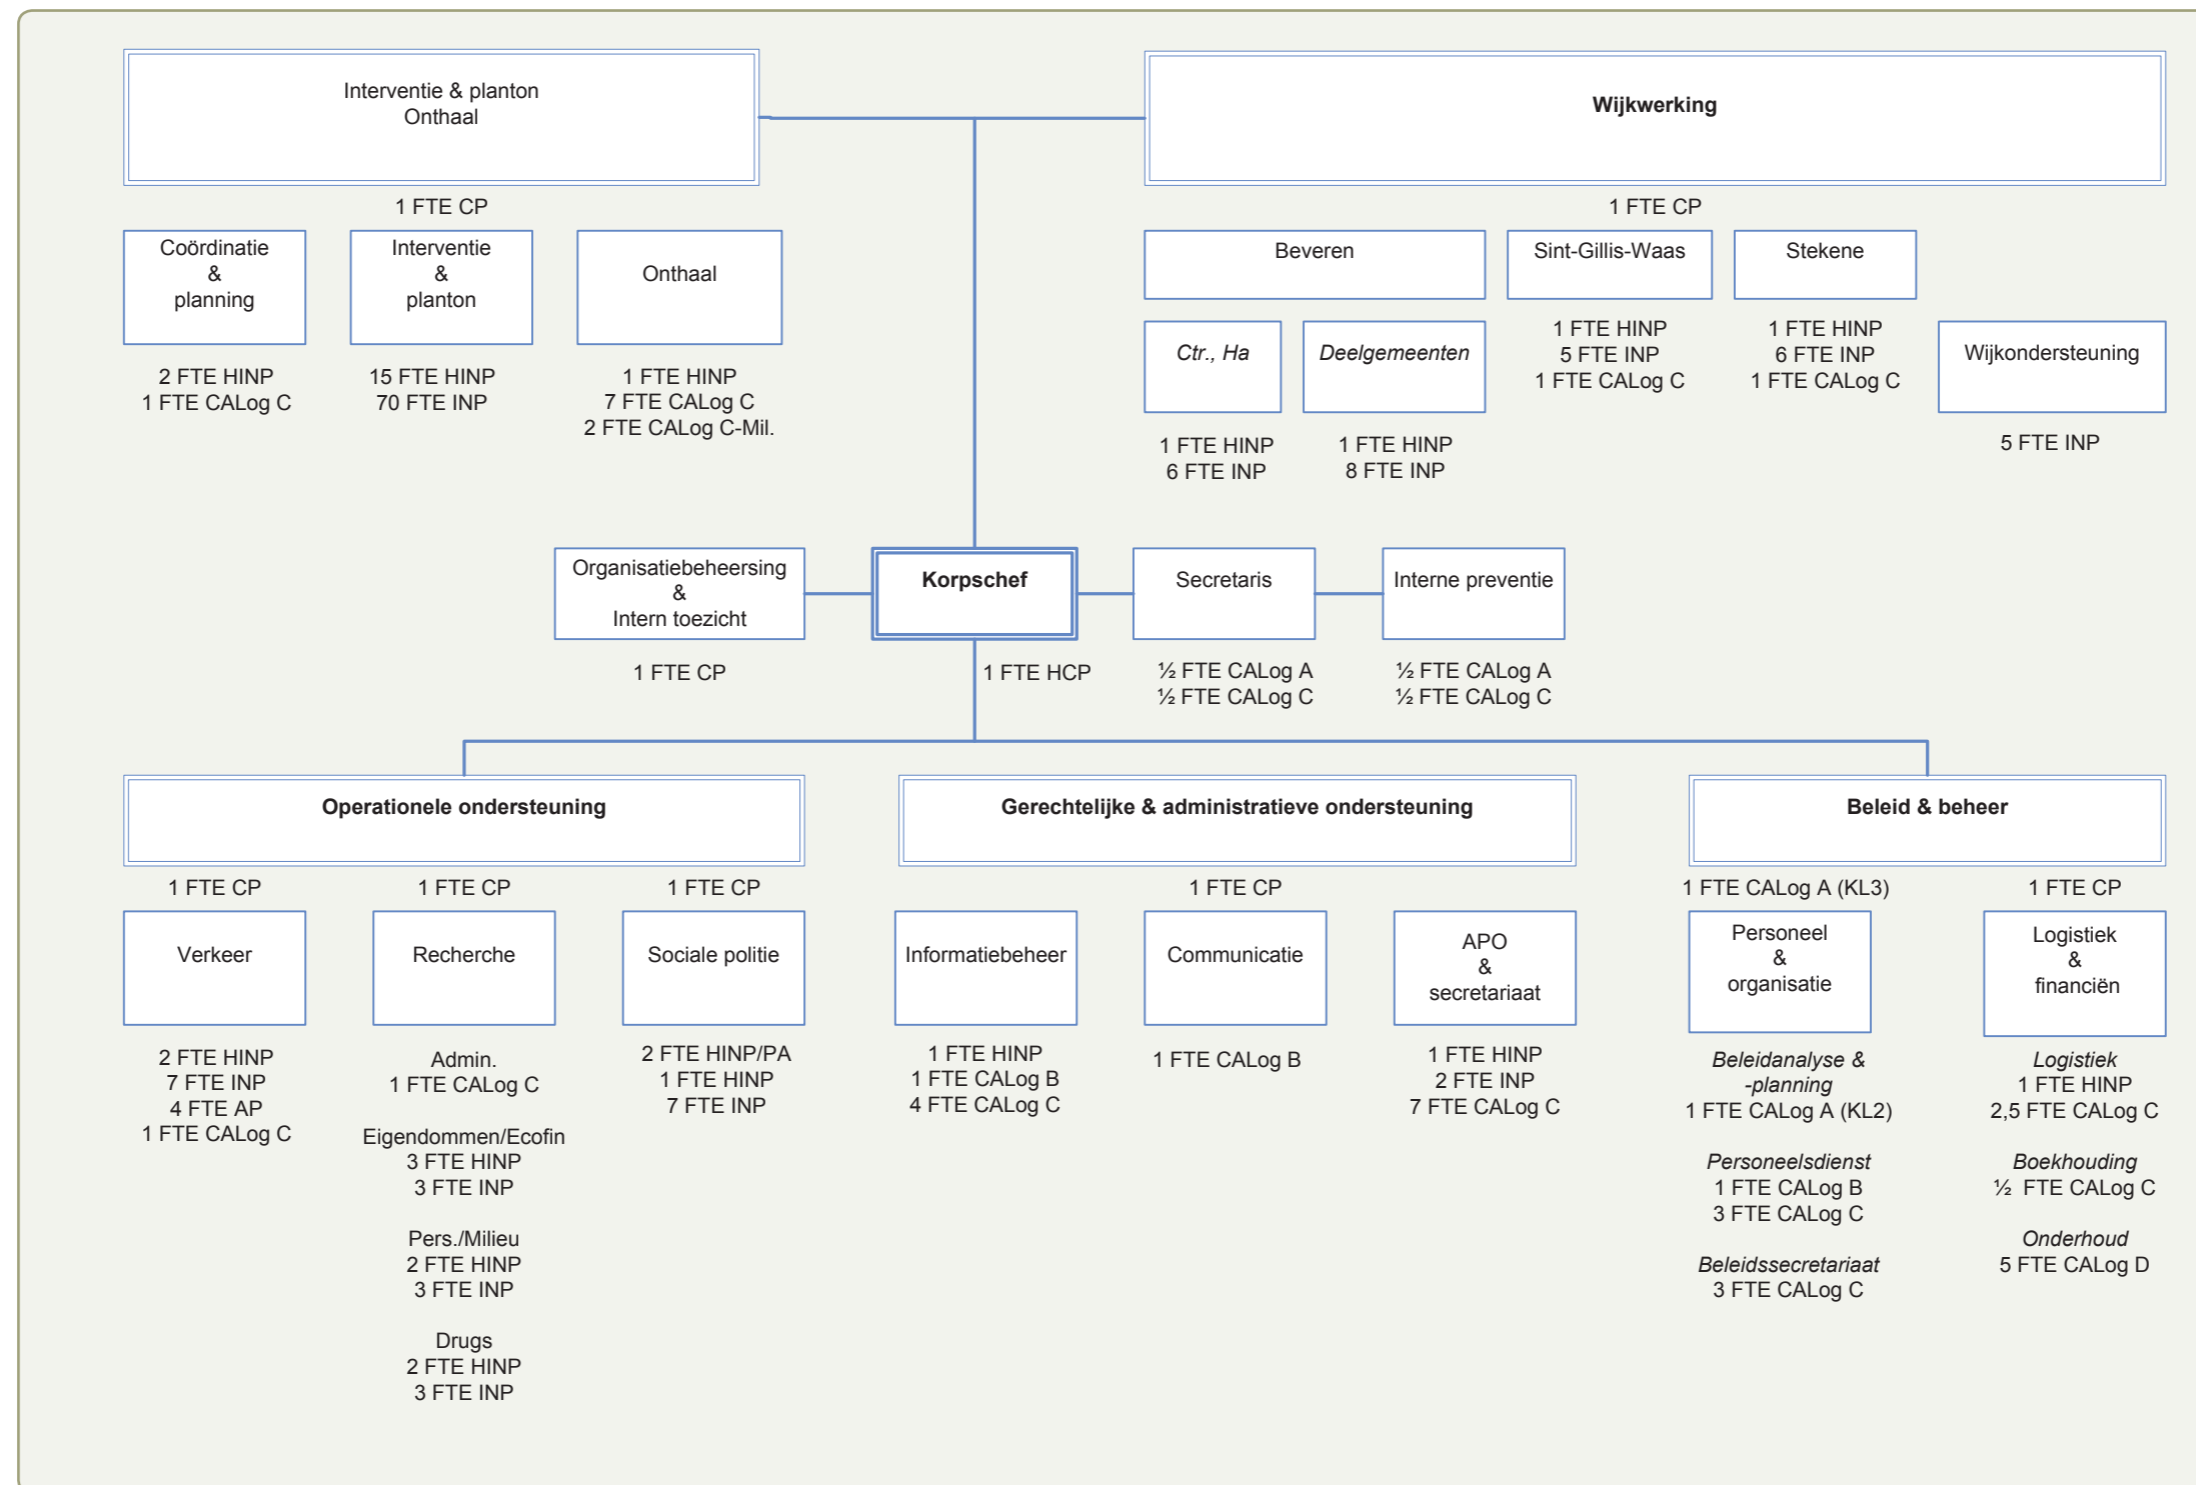 Interventie & planton
Onthaal
1 FTE CP
Coördinatie
&
planning
2 FTE HINP
1 FTE CALog C
Interventie
&
planton
15 FTE HINP
70 FTE INP
Onthaal
1 FTE HINP
7 FTE CALog C
2 FTE CALog C-Mil.
Wijkwerking
1 FTE CP
Beveren
Ctr., Ha
1 FTE HINP
6 FTE INP
Deelgemeenten
1 FTE HINP
8 FTE INP
Sint-Gillis-Waas
1 FTE HINP
5 FTE INP
1 FTE CALog C
Stekene
1 FTE HINP
6 FTE INP
1 FTE CALog C
Wijkondersteuning
5 FTE INP
Organisatiebeheersing
&
Intern toezicht
1 FTE CP
Korpschef
1 FTE HCP
Secretaris
½ FTE CALog A
½ FTE CALog C
Interne preventie
½ FTE CALog A
½ FTE CALog C
Operationele ondersteuning
1 FTE CP
Verkeer
2 FTE HINP
7 FTE INP
4 FTE AP
1 FTE CALog C
1 FTE CP
Recherche
Admin.
1 FTE CALog C
Eigendommen/Ecofin
3 FTE HINP
3 FTE INP
Pers./Milieu
2 FTE HINP
3 FTE INP
Drugs
2 FTE HINP
3 FTE INP
1 FTE CP
Sociale politie
2 FTE HINP/PA
1 FTE HINP
7 FTE INP
Gerechtelijke & administratieve ondersteuning
1 FTE CP
Informatiebeheer
1 FTE HINP
1 FTE CALog B
4 FTE CALog C
Communicatie
1 FTE CALog B
APO
&
secretariaat
1 FTE HINP
2 FTE INP
7 FTE CALog C
Beleid & beheer
1 FTE CALog A (KL3)
Personeel
&
organisatie
Beleidanalyse &
-planning
1 FTE CALog A (KL2)
Personeelsdienst
1 FTE CALog B
3 FTE CALog C
Beleidssecretariaat
3 FTE CALog C
1 FTE CP
Logistiek
&
financiën
Logistiek
1 FTE HINP
2,5 FTE CALog C
Boekhouding
½ FTE CALog C
Onderhoud
5 FTE CALog D